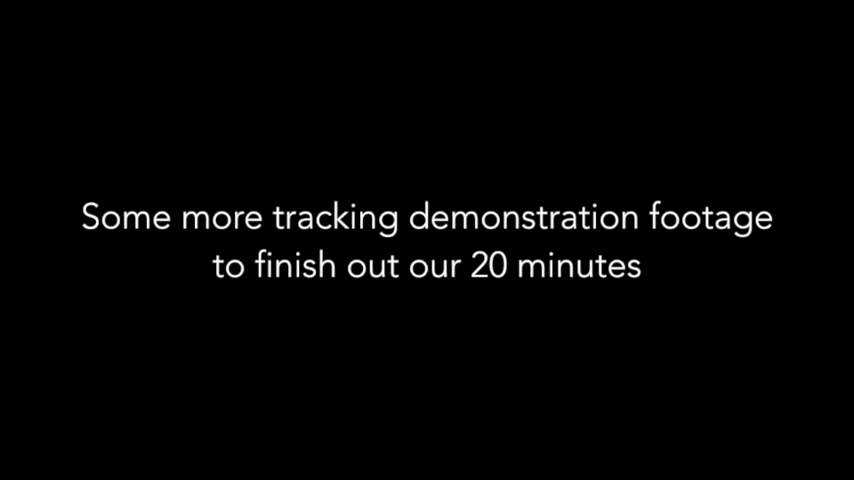 Some more tracking demonstration footage
to finish out our 20 minutes